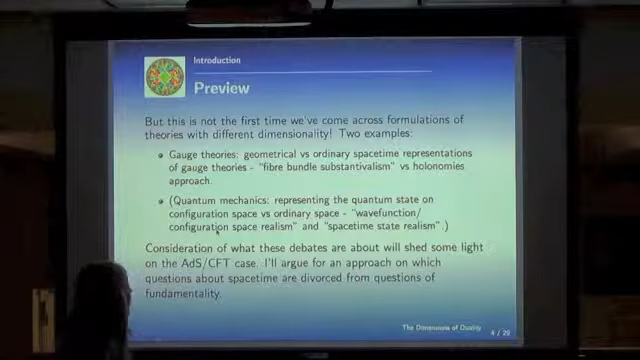 Introduction
Preview
But this is not the first time we've come across formulations of
theories with different dimensionality! Two examples:
Gauge theories: geometrical vs ordinary spacetime representations
of gauge theories - "fibre bundle substantivalism" vs holonomies
approach.
(Quantum mechanics: representing the quantum state on
configuration space vs ordinary space - "wavefunction/
configuration space realism" and "spacetime state realism".)
Consideration of what these debates are about will shed some light
on the AdS/CFT case. I'll argue for an approach on which
questions about spacetime are divorced from questions of
fundamentality.
The Dimensions of Duality
4 / 29